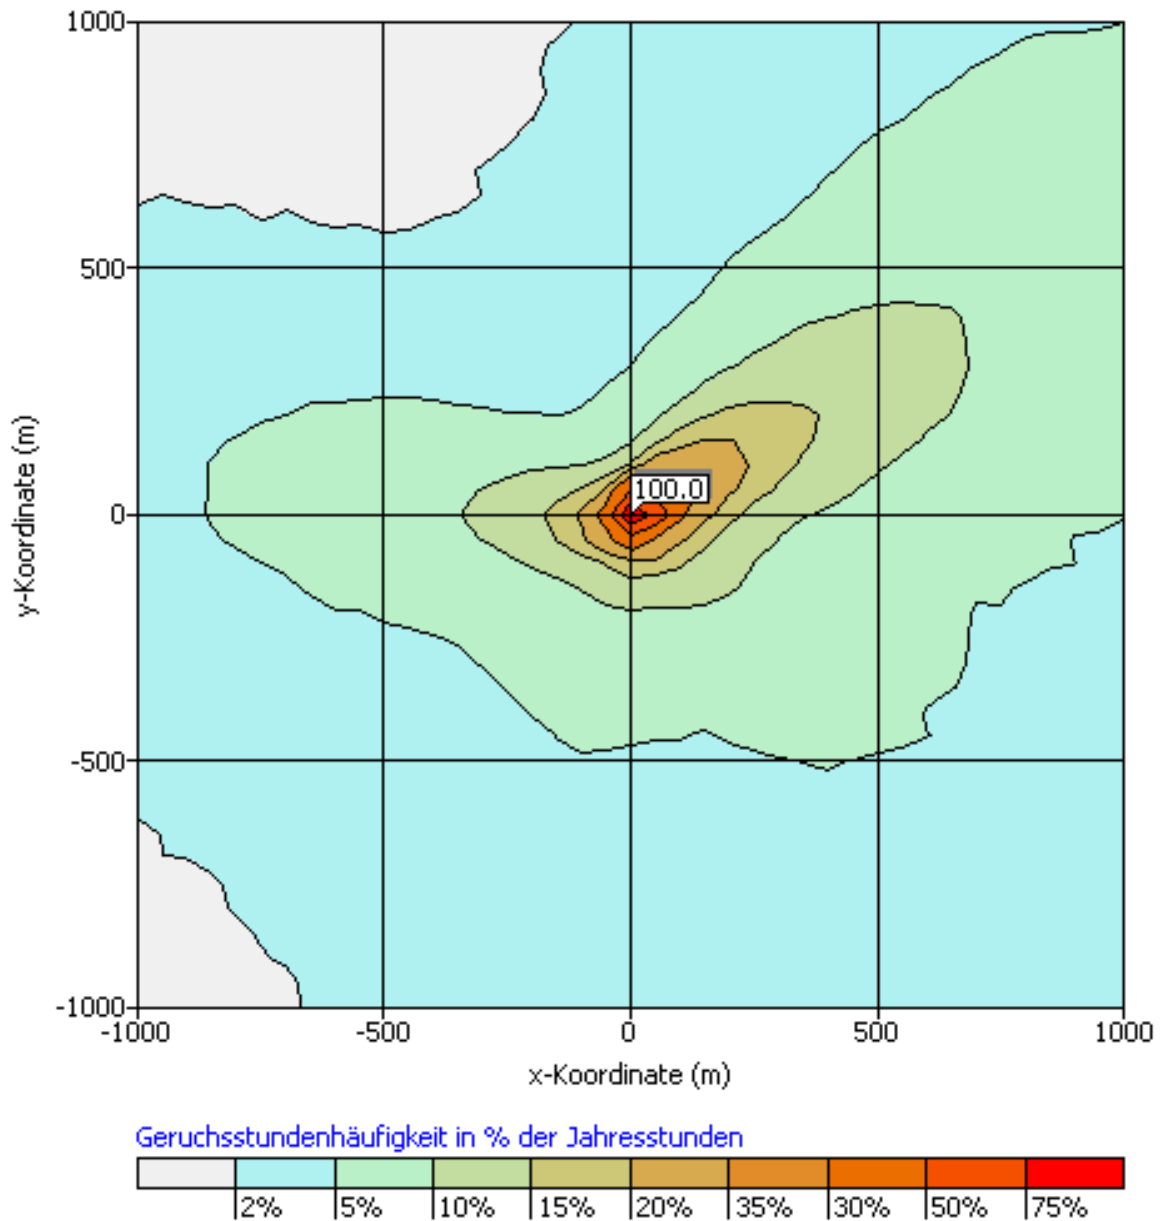 1000
500
y-Koordinate (m)
100.0
0
-500
-1000
-1000 -500 0 500 1000
x-Koordinate (m)
Geruchsstundenhäufigkeit in % der Jahresstunden
2% 5% 10% 15% 20% 35% 30% 50% 75%